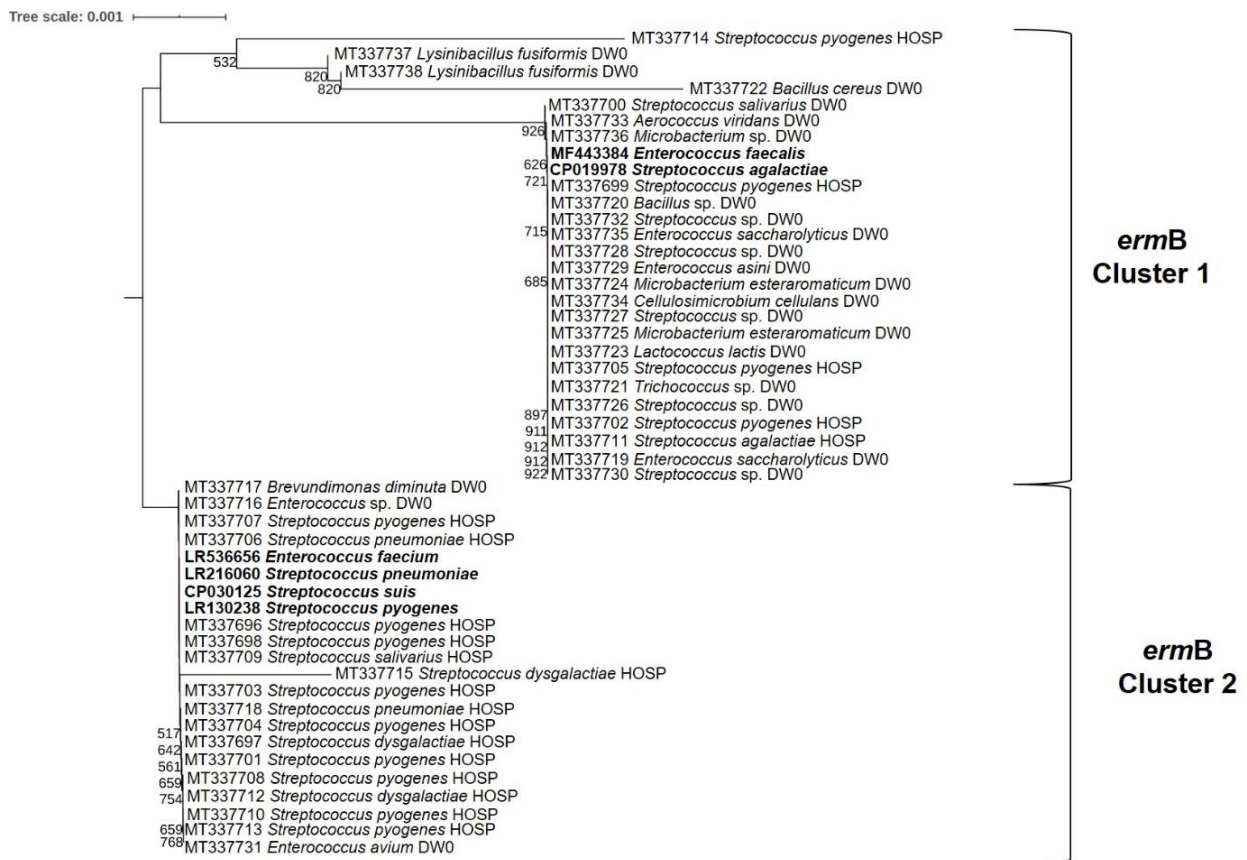 Tree scale: 0.001
MT337714 Streptococcus pyogenes HOSP
532
MT337737 Lysinibacillus fusiformis DW0
820
MT337738 Lysinibacillus fusiformis DW0
820
MT337722 Bacillus cereus DW0
MT337700 Streptococcus salivarius DW0
MT337733 Aerococcus viridans DW0
926
MT337736 Microbacterium sp. DW0
MF443384 Enterococcus faecalis
626
CP019978 Streptococcus agalactiae
721
MT337699 Streptococcus pyogenes HOSP
MT337720 Bacillus sp. DW0
MT337732 Streptococcus sp. DW0
715
MT337735 Enterococcus saccharolyticus DW0
MT337728 Streptococcus sp. DW0
MT337729 Enterococcus asini DW0
685
MT337724 Microbacterium esteraromaticum DW0
MT337734 Cellulosimicrobium cellulans DW0
MT337727 Streptococcus sp. DW0
MT337725 Microbacterium esteraromaticum DW0
MT337723 Lactococcus lactis DW0
MT337705 Streptococcus pyogenes HOSP
MT337721 Trichococcus sp. DW0
MT337726 Streptococcus sp. DW0
897
MT337702 Streptococcus pyogenes HOSP
911
MT337711 Streptococcus agalactiae HOSP
912
MT337719 Enterococcus saccharolyticus DW0
912
MT337730 Streptococcus sp. DW0
922
ermB
Cluster 1
MT337717 Brevundimonas diminuta DW0
MT337716 Enterococcus sp. DW0
MT337707 Streptococcus pyogenes HOSP
MT337706 Streptococcus pneumoniae HOSP
LR536656 Enterococcus faecium
LR216060 Streptococcus pneumoniae
CP030125 Streptococcus suis
LR130238 Streptococcus pyogenes
MT337696 Streptococcus pyogenes HOSP
MT337698 Streptococcus pyogenes HOSP
MT337709 Streptococcus salivarius HOSP
MT337715 Streptococcus dysgalactiae HOSP
MT337703 Streptococcus pyogenes HOSP
MT337718 Streptococcus pneumoniae HOSP
MT337704 Streptococcus pyogenes HOSP
517
MT337697 Streptococcus dysgalactiae HOSP
642
MT337701 Streptococcus pyogenes HOSP
561
MT337708 Streptococcus pyogenes HOSP
659
MT337712 Streptococcus dysgalactiae HOSP
754
MT337710 Streptococcus pyogenes HOSP
659
MT337713 Streptococcus pyogenes HOSP
768
MT337731 Enterococcus avium DW0
ermB
Cluster 2